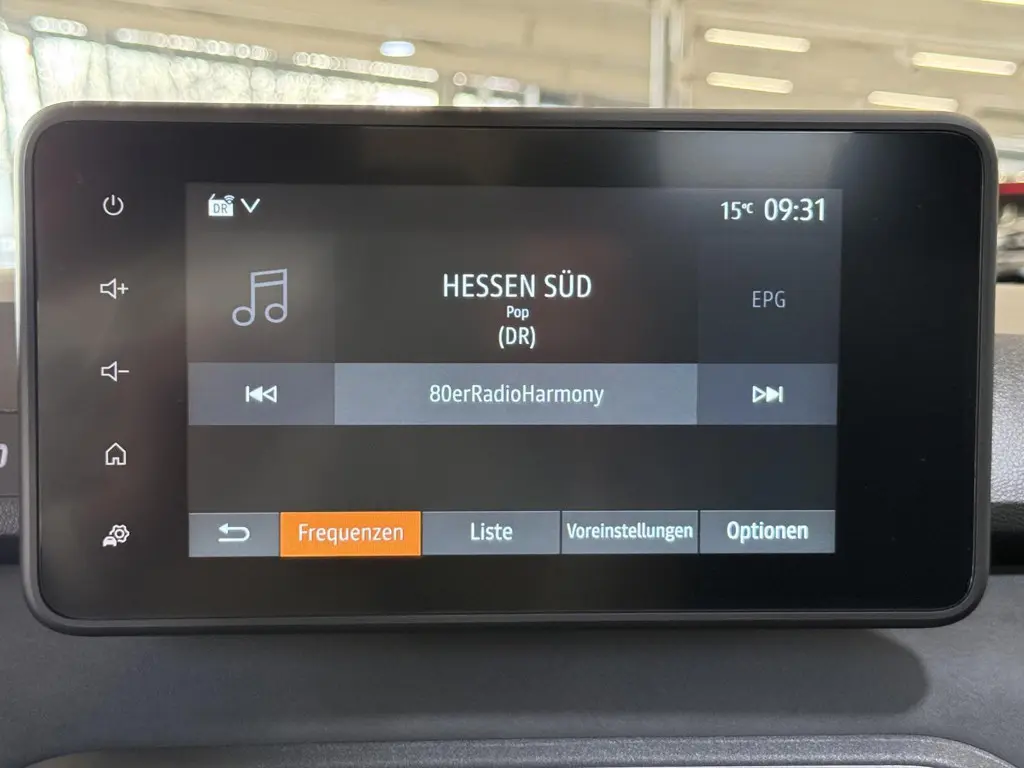 DR
15°C 09:31
HESSEN SÜD
Pop
(DR)
EPG
80erRadioHarmony
Frequenzen
Liste
Voreinstellungen
Optionen